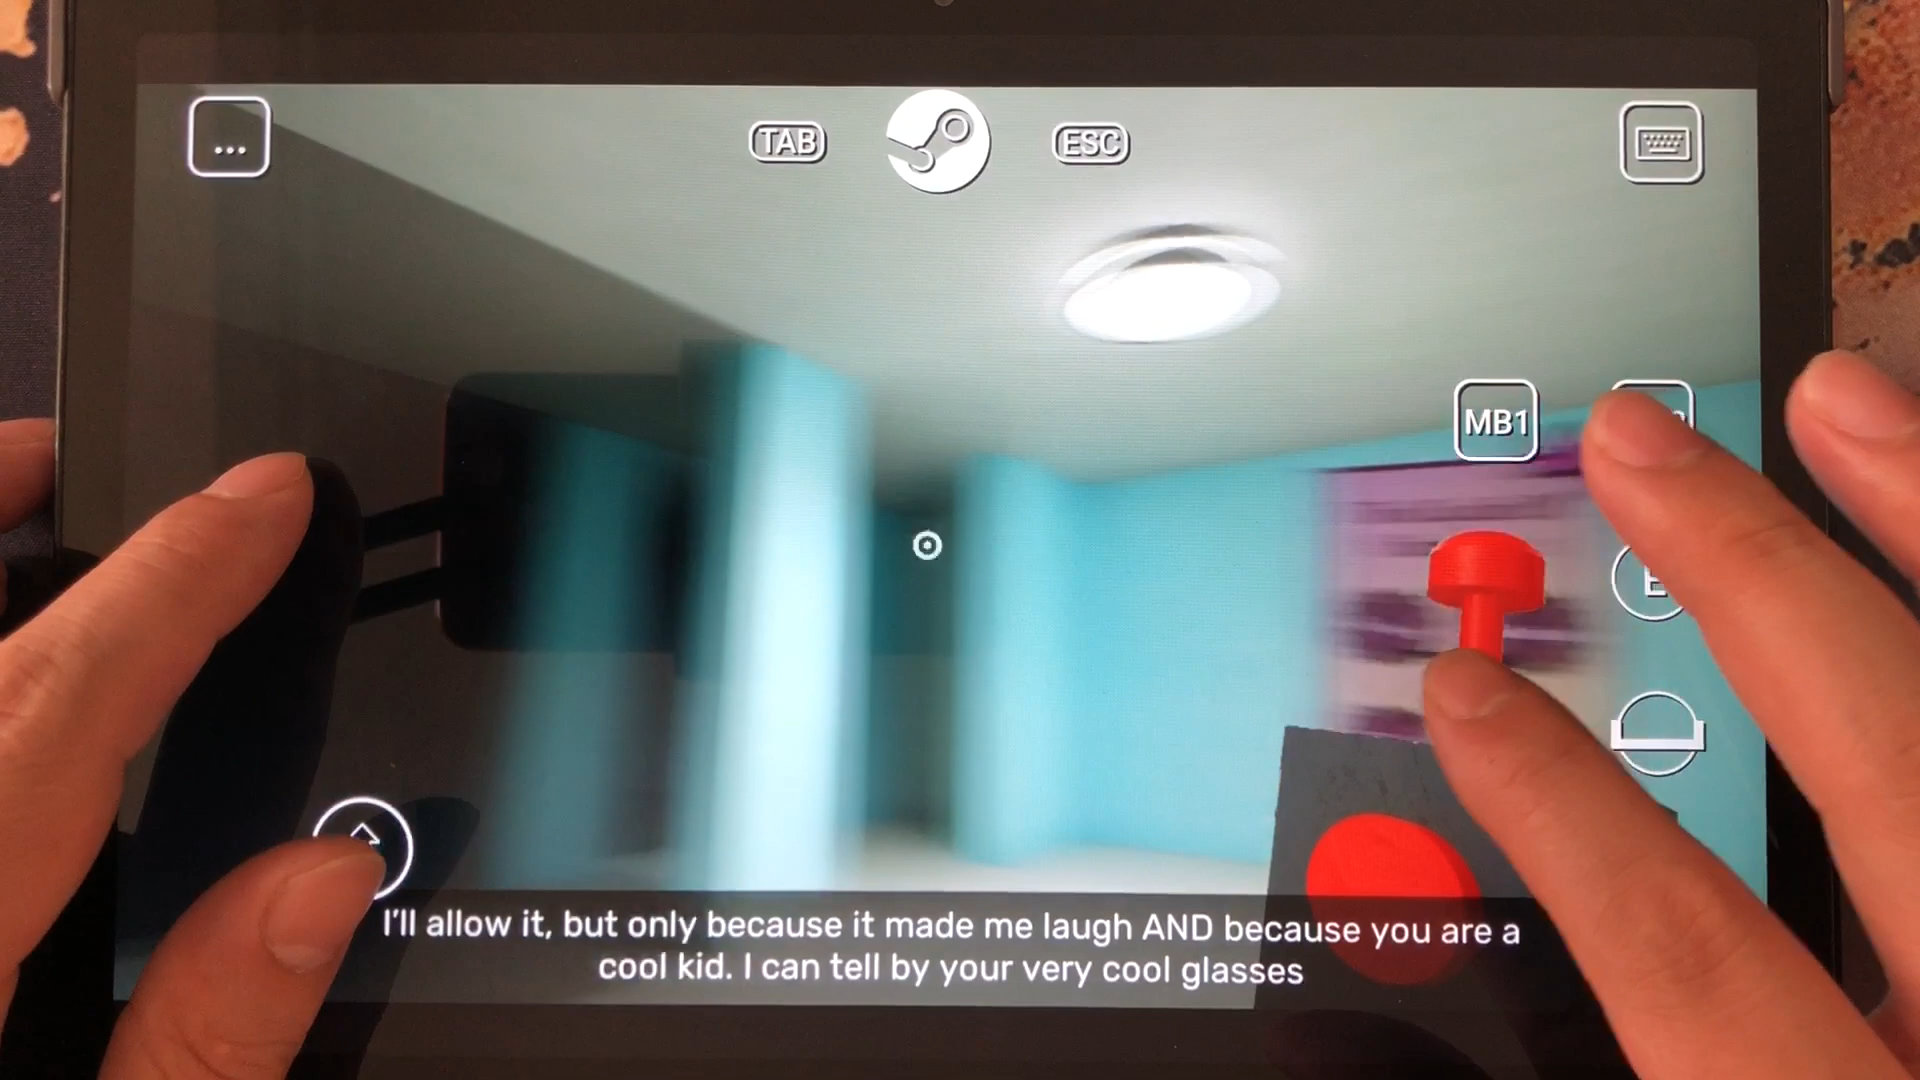 TAB
ESC
MB1
I'll allow it, but only because it made me laugh AND because you are a
cool kid. I can tell by your very cool glasses